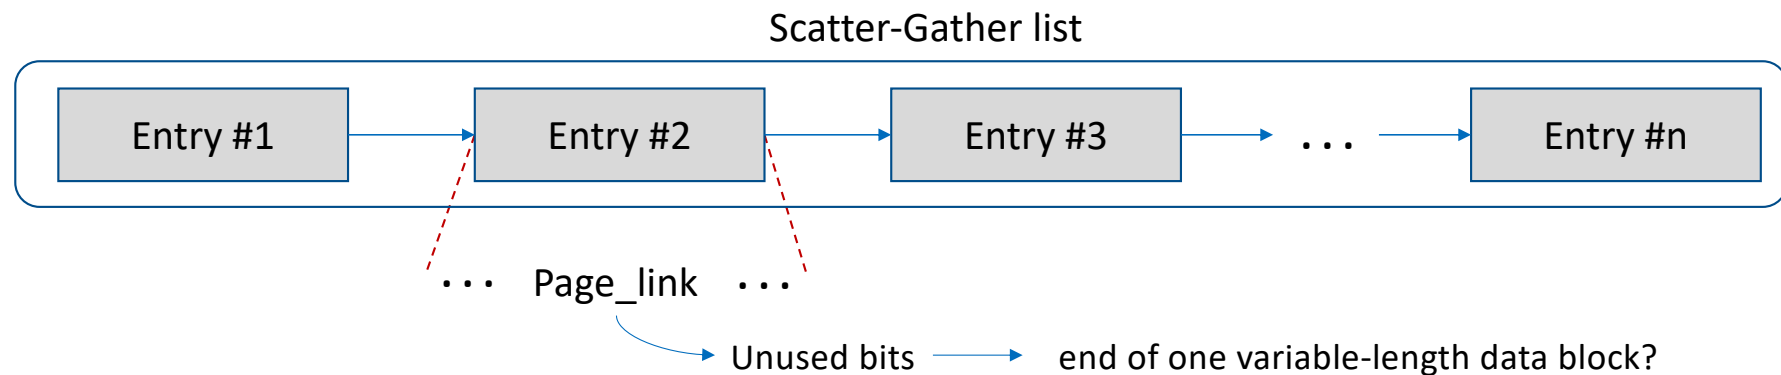 Scatter-Gather list
Entry #1 Entry #2 Entry #3 ... Entry #n
... Page_link ...
Unused bits end of one variable-length data block?